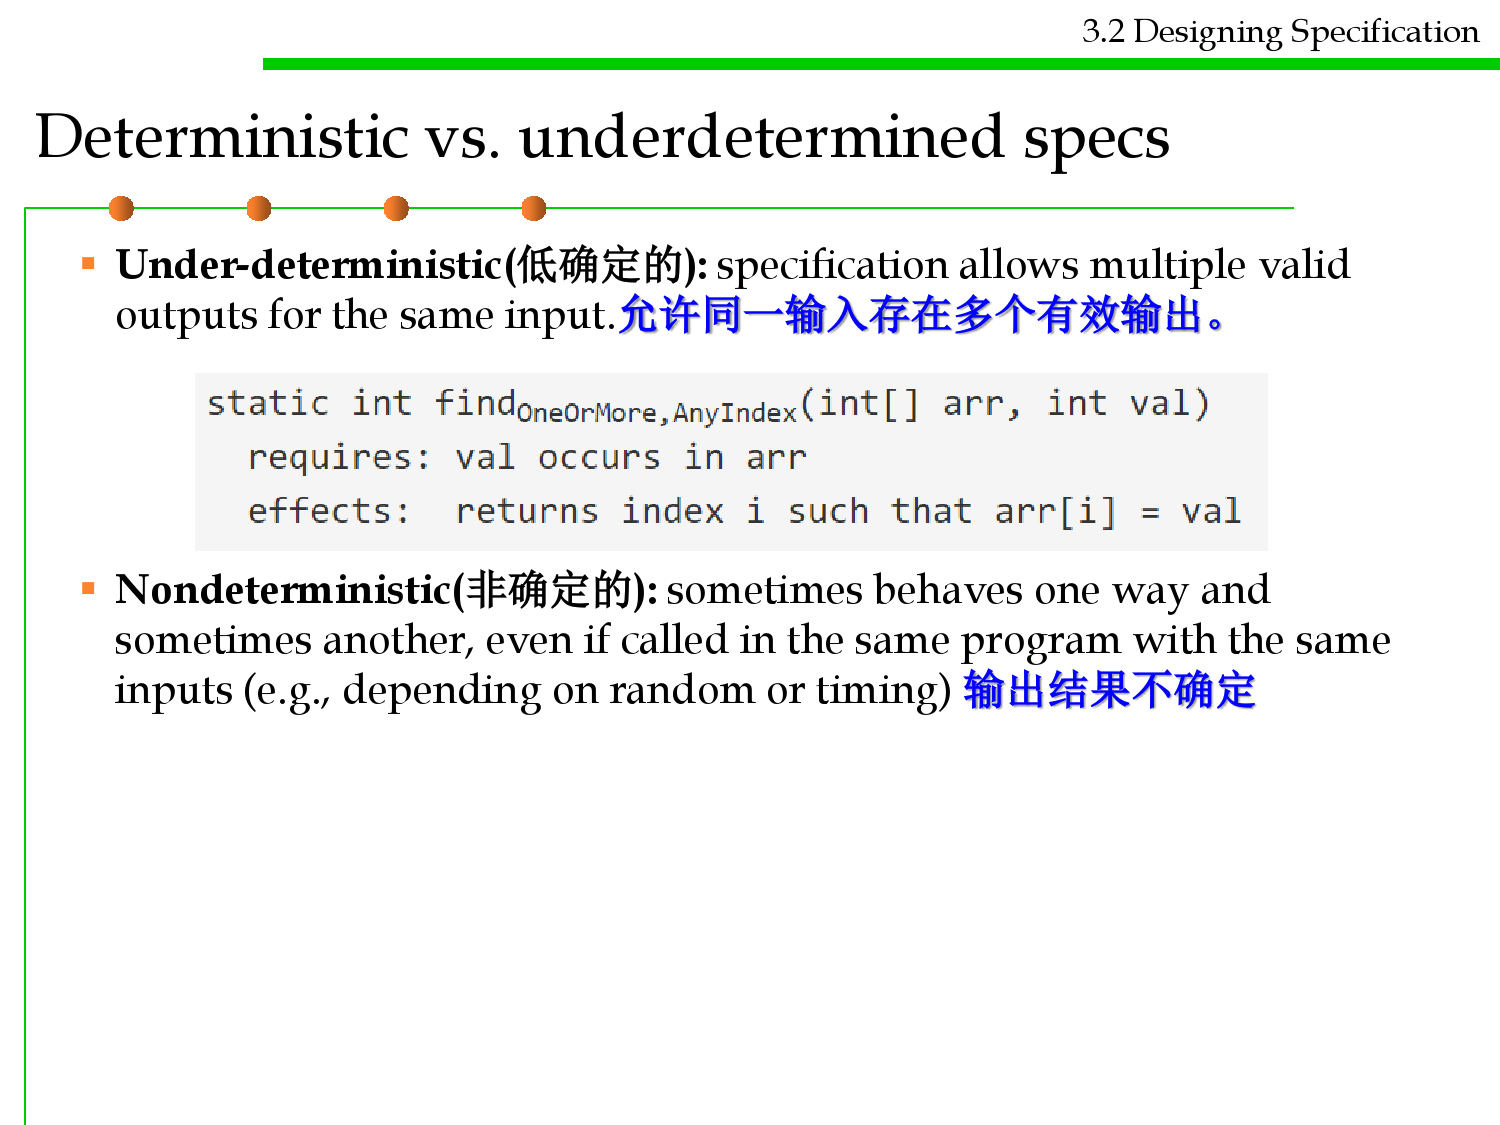 3.2 Designing Specification
Deterministic vs. underdetermined specs
▪ Under-deterministic(低确定的): specification allows multiple valid
outputs for the same input.允许同一输入存在多个有效输出。
static int findOneOrMore,AnyIndex(int[] arr, int val)
requires: val occurs in arr
effects:  returns index i such that arr[i] = val
▪ Nondeterministic(非确定的): sometimes behaves one way and
sometimes another, even if called in the same program with the same
inputs (e.g., depending on random or timing) 输出结果不确定